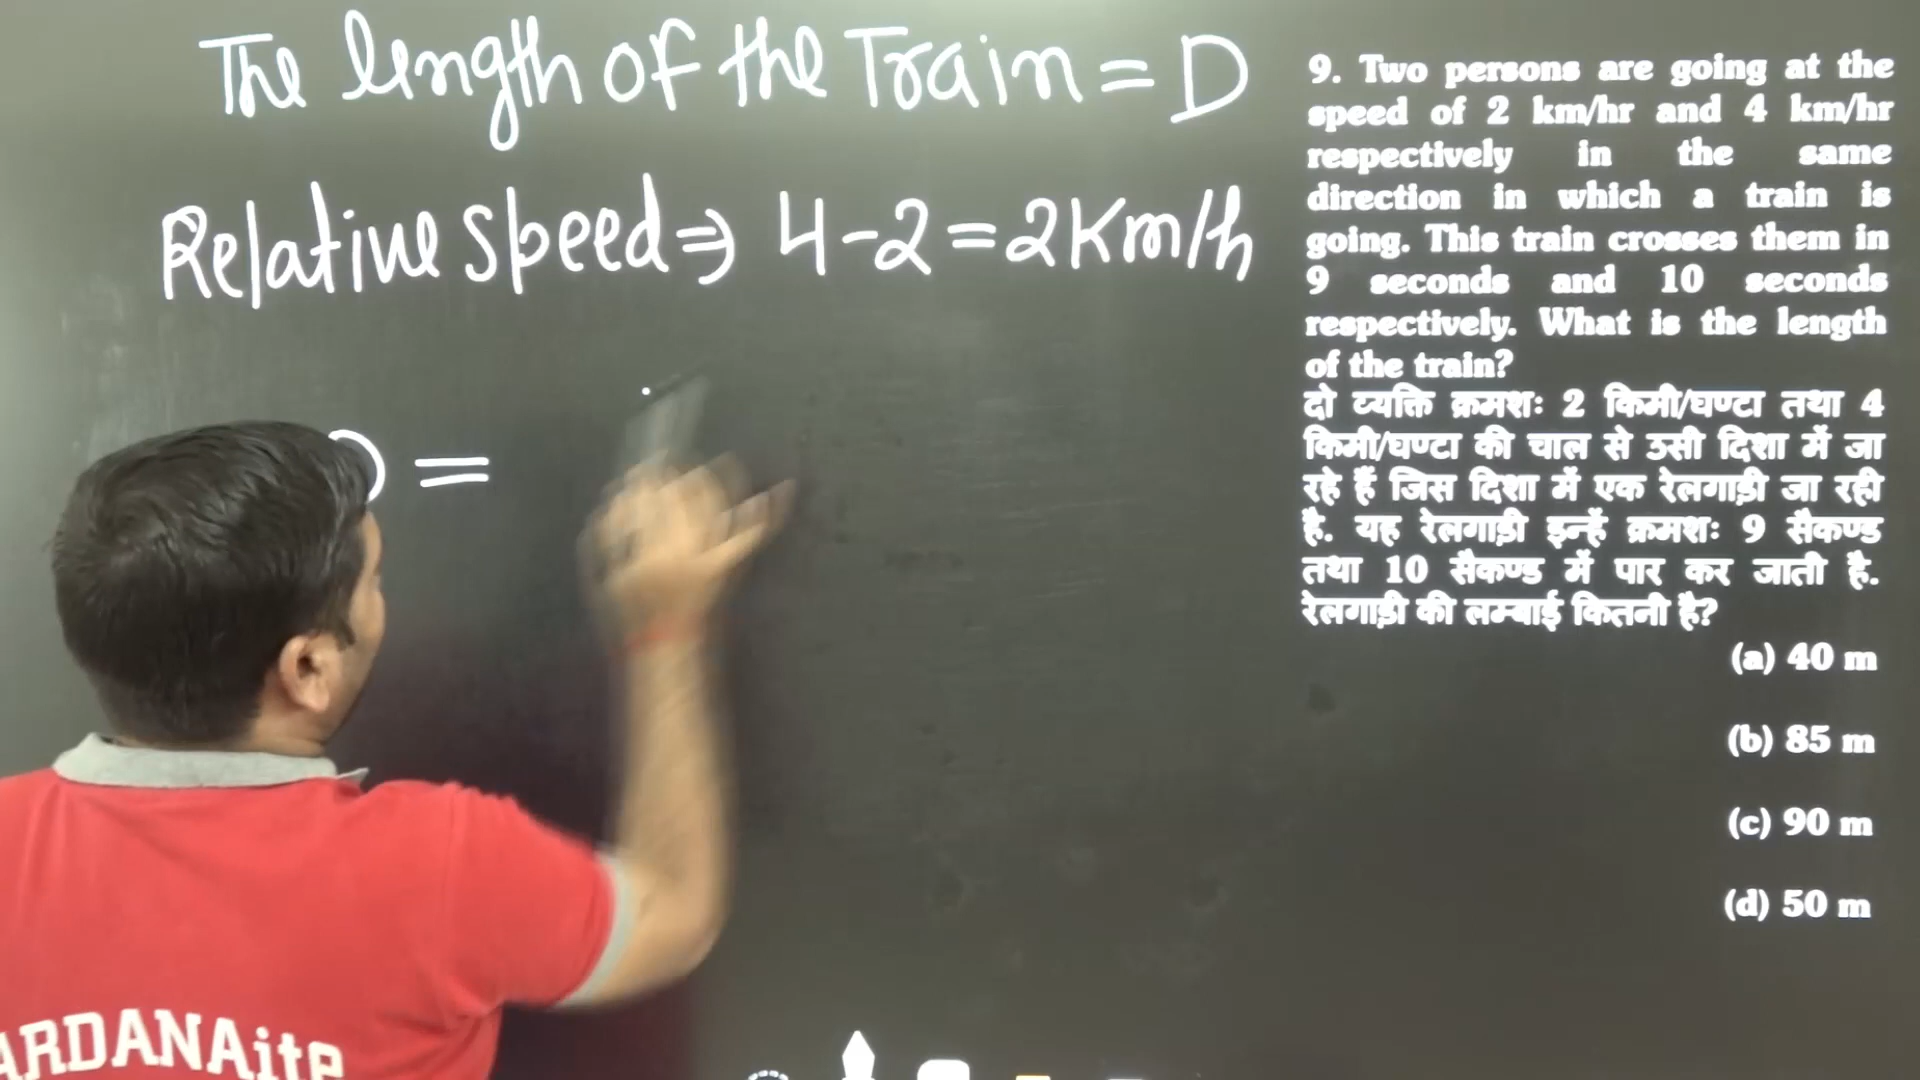 The length of the Train = D
Relative speed ⇒ 4-2 = 2Km/h
D =
9. Two persons are going at the
speed of 2 km/hr and 4 km/hr
respectively in the same
direction in which a train is
going. This train crosses them in
9 seconds and 10 seconds
respectively. What is the length
of the train?
दो व्यक्ति क्रमशः 2 किमी/घण्टा तथा 4
किमी/घण्टा की चाल से उसी दिशा में जा
रहे हैं जिस दिशा में एक रेलगाड़ी जा रही
है. यह रेलगाड़ी इन्हें क्रमशः 9 सैकण्ड
तथा 10 सैकण्ड में पार कर जाती है.
रेलगाड़ी की लम्बाई कितनी है?
(a) 40 m
(b) 85 m
(c) 90 m
(d) 50 m
ARDANAite